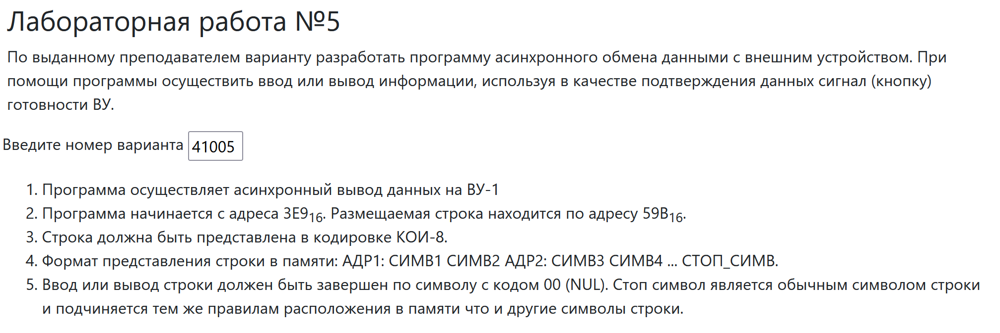 Лабораторная работа №5
По выданному преподавателем варианту разработать программу асинхронного обмена данными с внешним устройством. При
помощи программы осуществить ввод или вывод информации, используя в качестве подтверждения данных сигнал (кнопку)
готовности ВУ.
Введите номер варианта 41005
1. Программа осуществляет асинхронный вывод данных на ВУ-1
2. Программа начинается с адреса 3E9₁₆. Размещаемая строка находится по адресу 59B₁₆.
3. Строка должна быть представлена в кодировке КОИ-8.
4. Формат представления строки в памяти: АДР1: СИМВ1 СИМВ2 АДР2: СИМВ3 СИМВ4 ... СТОП_СИМВ.
5. Ввод или вывод строки должен быть завершен по символу с кодом 00 (NUL). Стоп символ является обычным символом строки
и подчиняется тем же правилам расположения в памяти что и другие символы строки.